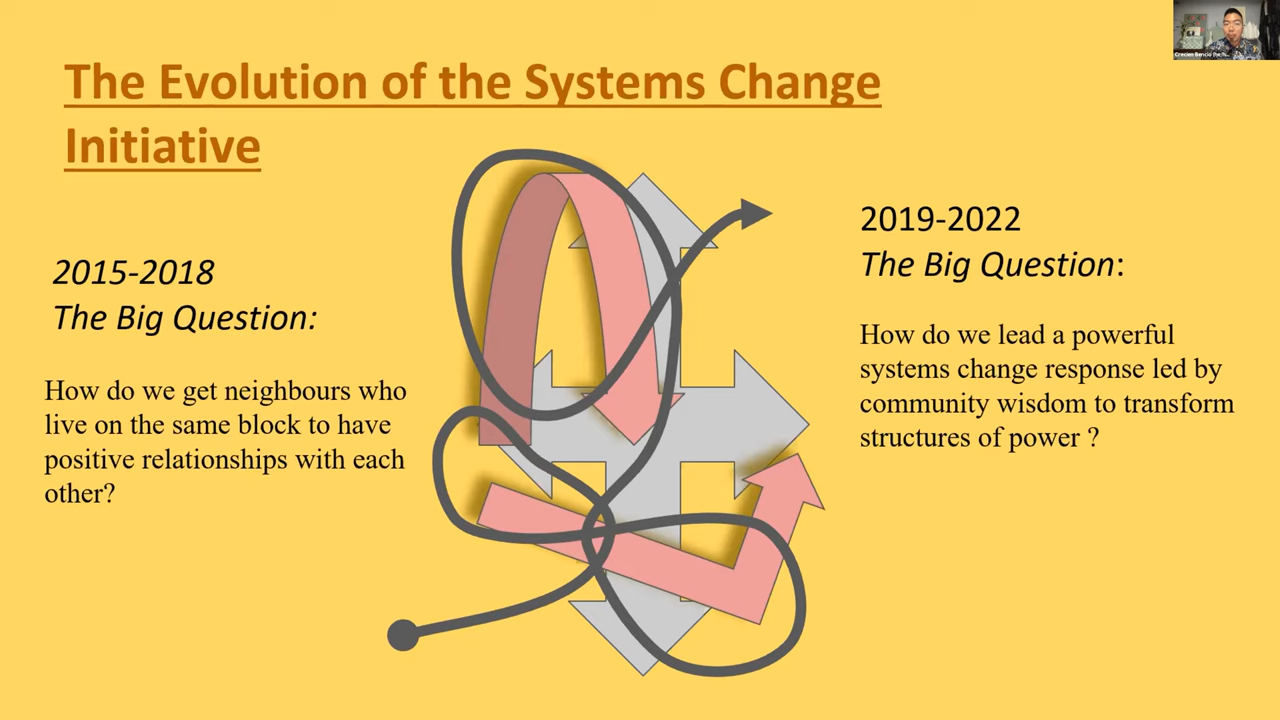 The Evolution of the Systems Change
Initiative
2015-2018
The Big Question:
How do we get neighbours who
live on the same block to have
positive relationships with each
other?
2019-2022
The Big Question:
How do we lead a powerful
systems change response led by
community wisdom to transform
structures of power ?